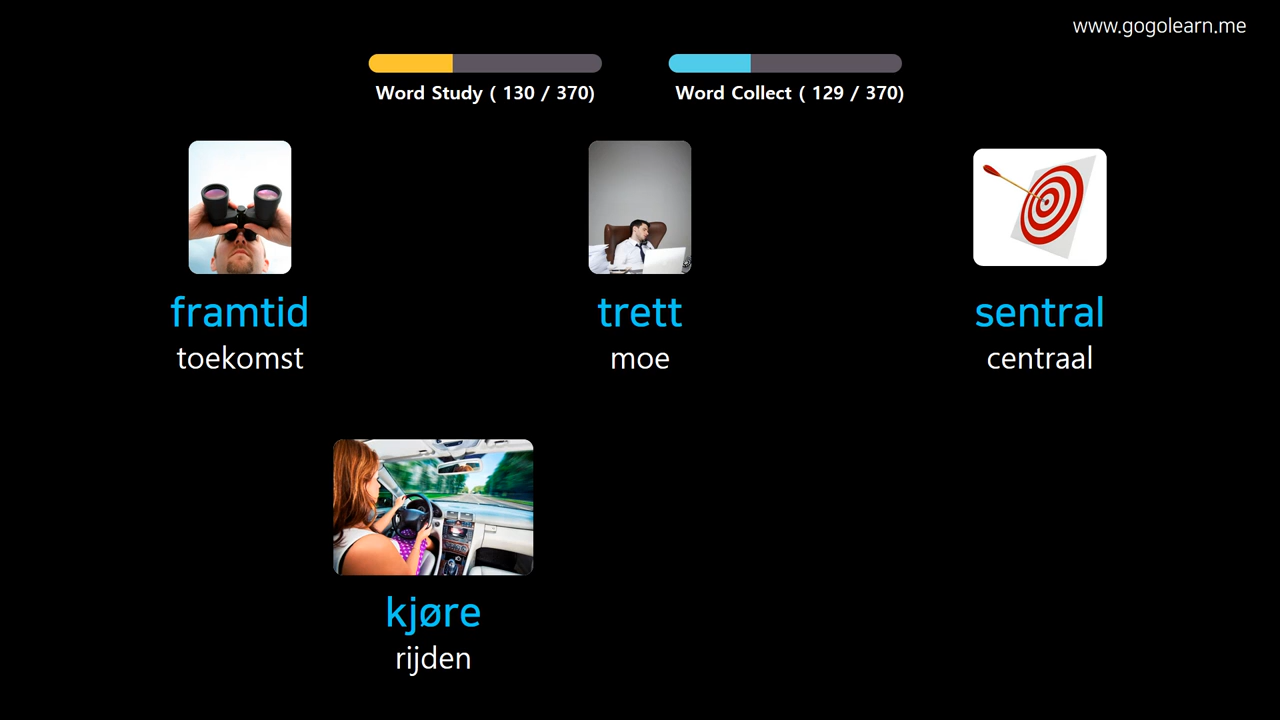 www.gogolearn.me
Word Study ( 130 / 370)
Word Collect ( 129 / 370)
framtid
toekomst
trett
moe
sentral
centraal
kjøre
rijden